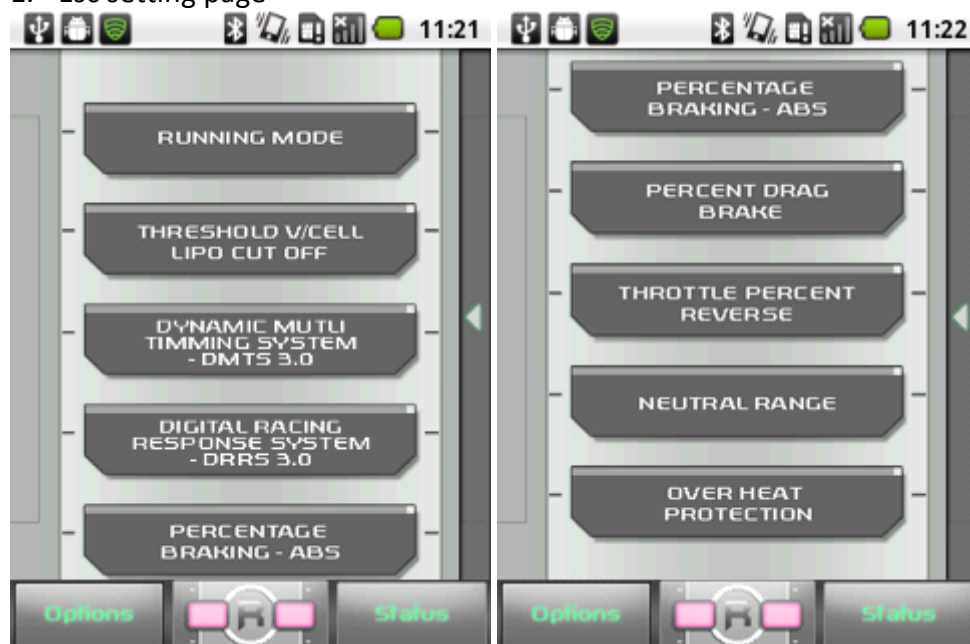 11:21
RUNNING MODE
THRESHOLD V/CELL
LIPO CUT OFF
DYNAMIC MUTLI
TIMMING SYSTEM
- DMTS 3.0
DIGITAL RACING
RESPONSE SYSTEM
- DRRS 3.0
PERCENTAGE
BRAKING - ABS
Options
R
Status
11:22
PERCENTAGE
BRAKING - ABS
PERCENT DRAG
BRAKE
THROTTLE PERCENT
REVERSE
NEUTRAL RANGE
OVER HEAT
PROTECTION
Options
R
Status